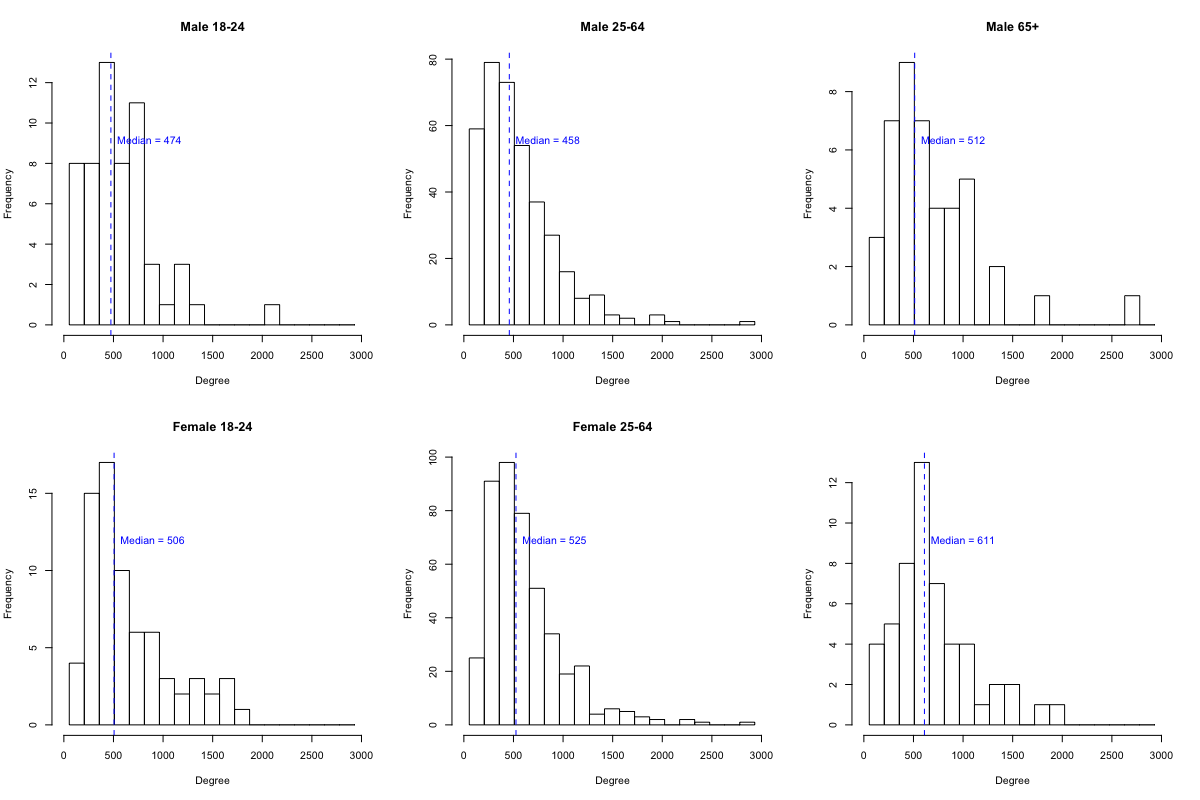 Male 18-24
Frequency
0 2 4 6 8 10 12
Median = 474
0 500 1000 1500 2000 2500 3000
Degree
Male 25-64
Frequency
0 20 40 60 80
Median = 458
0 500 1000 1500 2000 2500 3000
Degree
Male 65+
Frequency
0 2 4 6 8
Median = 512
0 500 1000 1500 2000 2500 3000
Degree
Female 18-24
Frequency
0 5 10 15
Median = 506
0 500 1000 1500 2000 2500 3000
Degree
Female 25-64
Frequency
0 20 40 60 80 100
Median = 525
0 500 1000 1500 2000 2500 3000
Degree
Frequency
0 2 4 6 8 10 12
Median = 611
0 500 1000 1500 2000 2500 3000
Degree